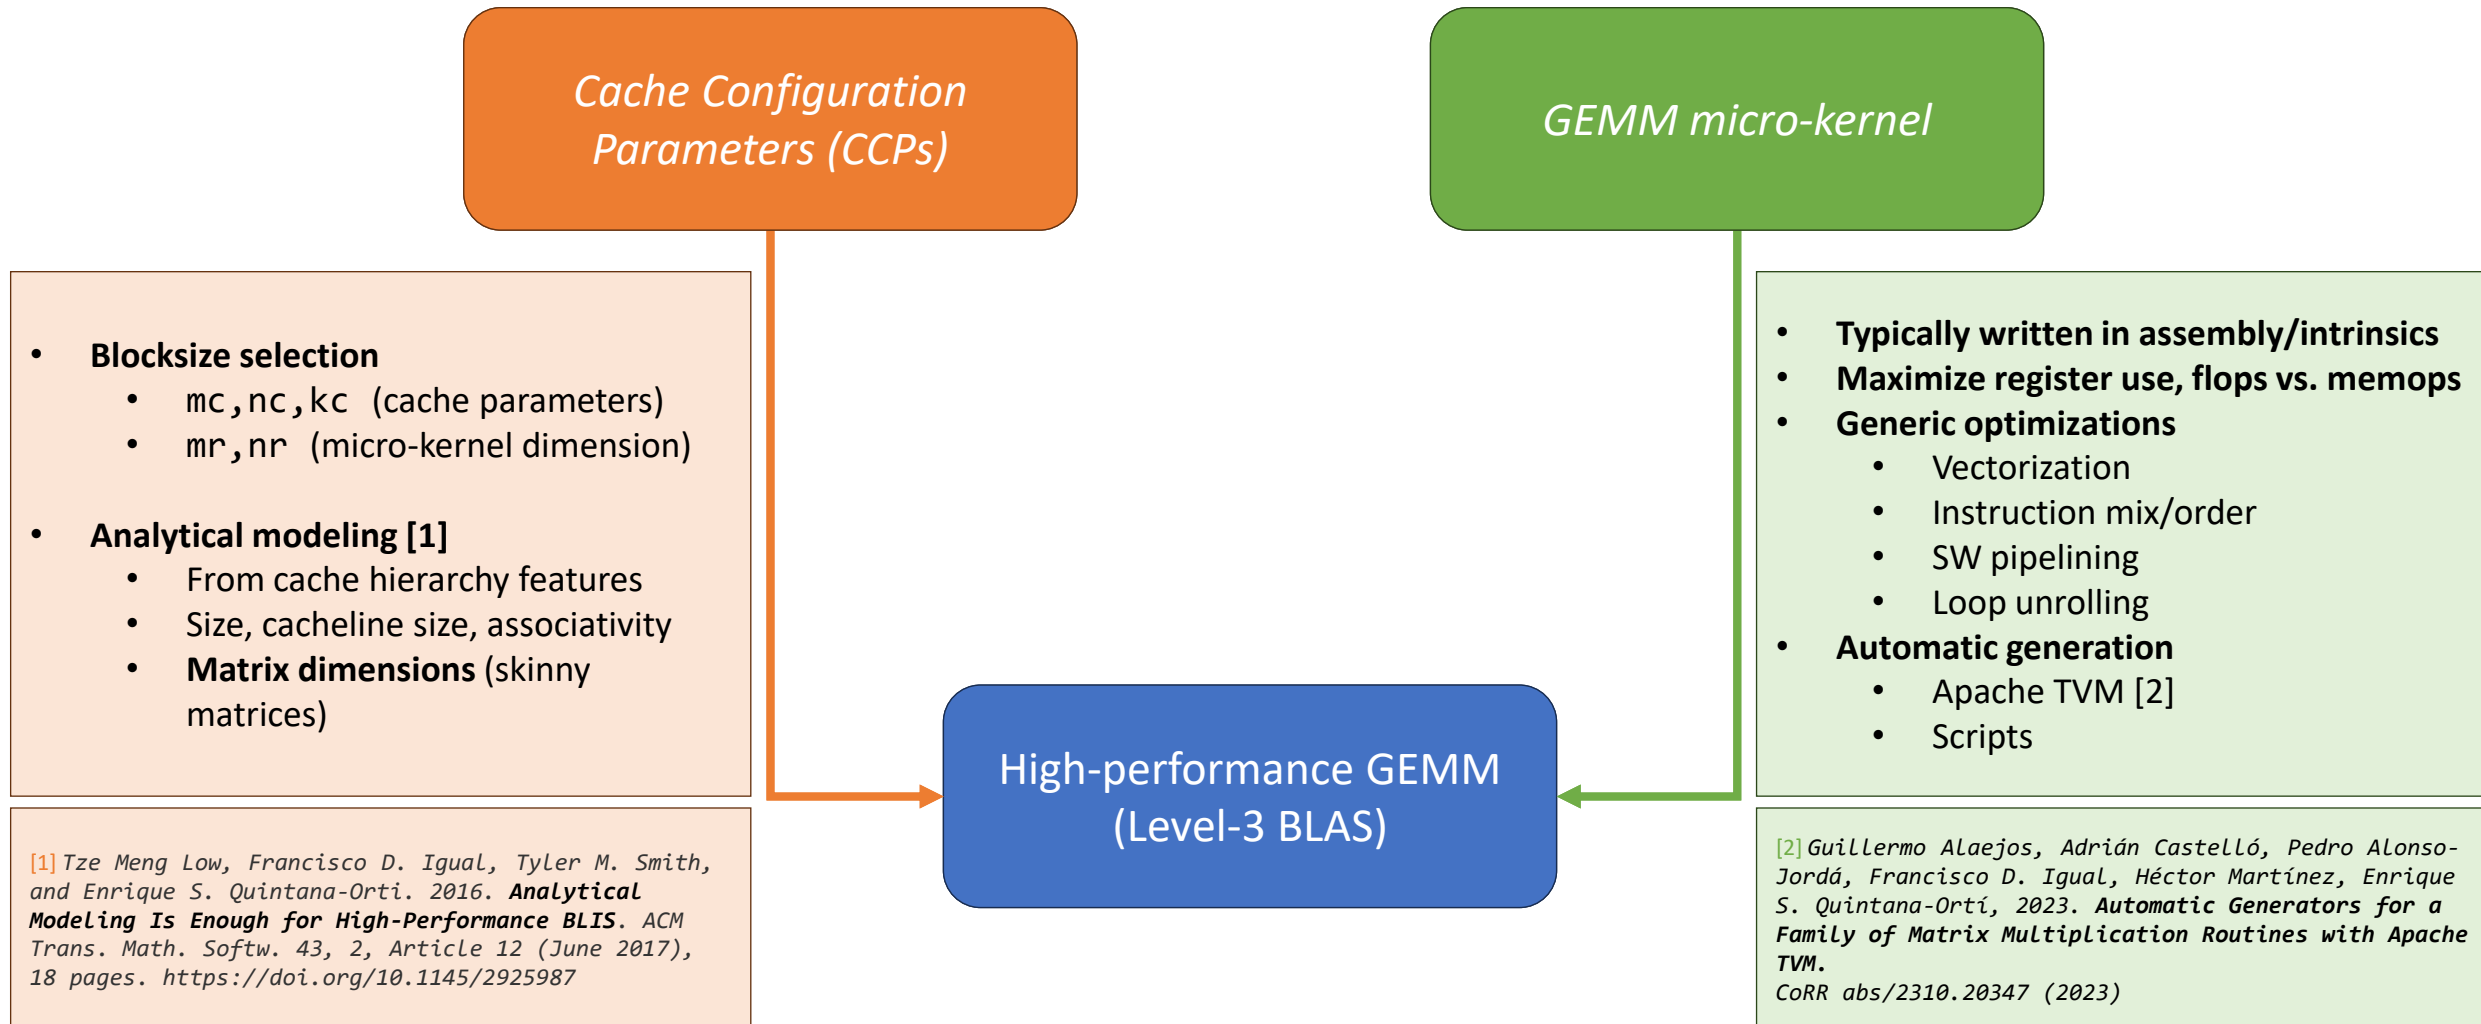 Cache Configuration
Parameters (CCPs)
GEMM micro-kernel
• Blocksize selection
• mc,nc,kc (cache parameters)
• mr,nr (micro-kernel dimension)
• Analytical modeling [1]
• From cache hierarchy features
• Size, cacheline size, associativity
• Matrix dimensions (skinny
matrices)
[1] Tze Meng Low, Francisco D. Igual, Tyler M. Smith,
and Enrique S. Quintana-Orti. 2016. Analytical
Modeling Is Enough for High-Performance BLIS. ACM
Trans. Math. Softw. 43, 2, Article 12 (June 2017),
18 pages. https://doi.org/10.1145/2925987
High-performance GEMM
(Level-3 BLAS)
• Typically written in assembly/intrinsics
• Maximize register use, flops vs. memops
• Generic optimizations
• Vectorization
• Instruction mix/order
• SW pipelining
• Loop unrolling
• Automatic generation
• Apache TVM [2]
• Scripts
[2] Guillermo Alaejos, Adrián Castelló, Pedro Alonso-
Jordá, Francisco D. Igual, Héctor Martínez, Enrique
S. Quintana-Ortí, 2023. Automatic Generators for a
Family of Matrix Multiplication Routines with Apache
TVM.
CoRR abs/2310.20347 (2023)